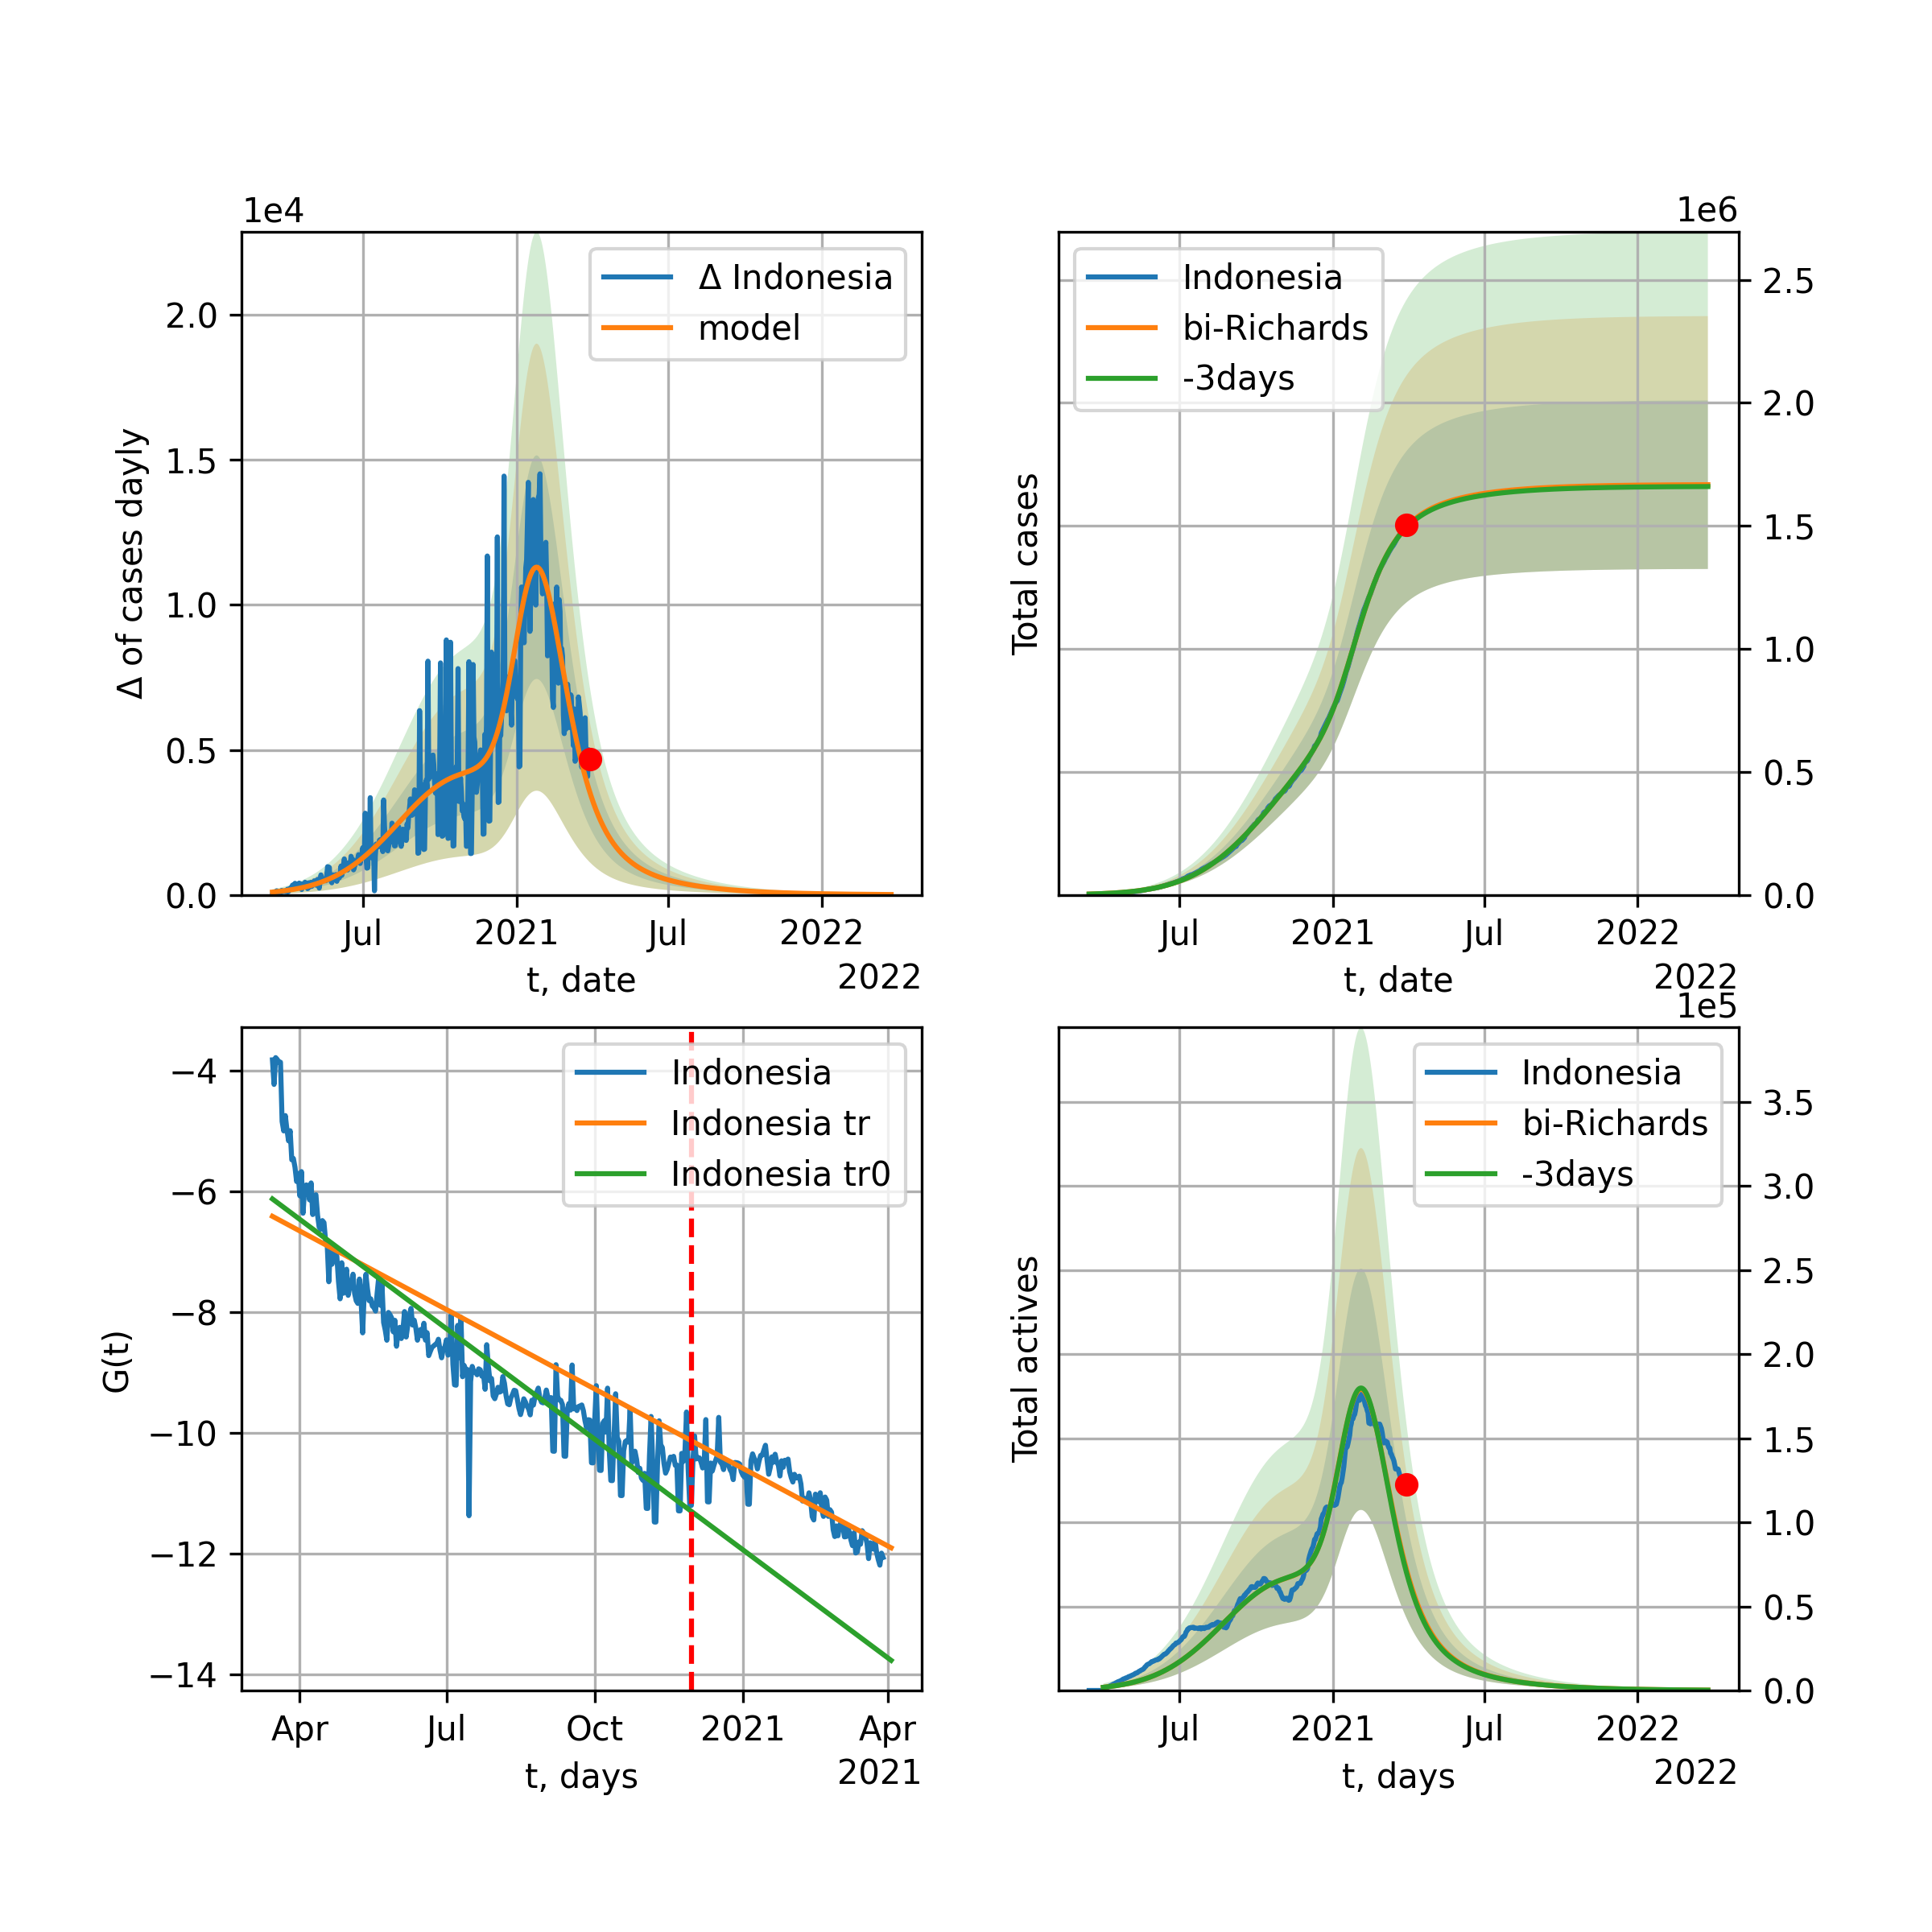 1e4
Δ of cases dayly
2.0
1.5
1.0
0.5
0.0
Δ Indonesia
model
Jul 2021 Jul 2022
t, date
2022
1e6
Total cases
Indonesia
bi-Richards
-3days
2.5
2.0
1.5
1.0
0.5
0.0
Jul 2021 Jul 2022
t, date
2022
G(t)
−4
−6
−8
−10
−12
−14
Indonesia
Indonesia tr
Indonesia tr0
Apr Jul Oct 2021 Apr
t, days
2021
1e5
Total actives
Indonesia
bi-Richards
-3days
3.5
3.0
2.5
2.0
1.5
1.0
0.5
0.0
Jul 2021 Jul 2022
t, days
2022